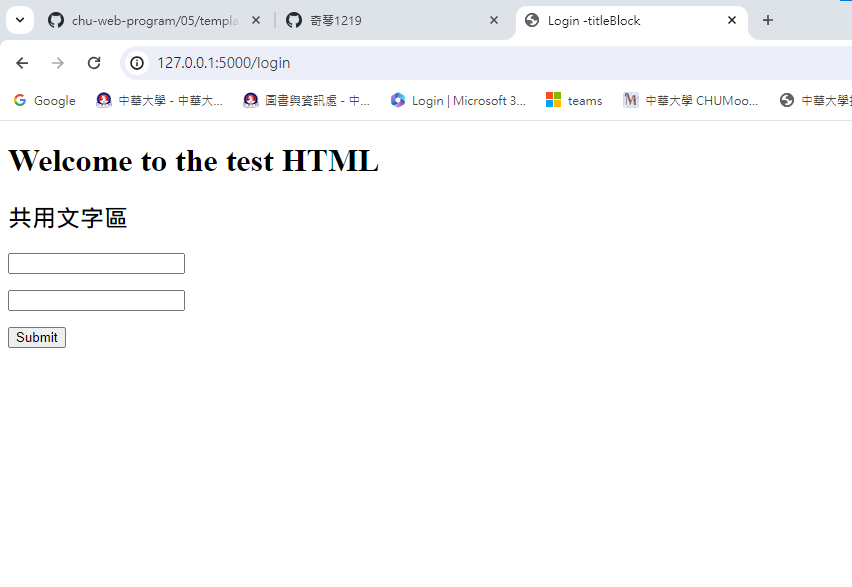 chu-web-program/05/templa
奇琴1219
Login -titleBlock
127.0.0.1:5000/login
Google
中華大學 - 中華大...
圖書與資訊處 - 中...
Login | Microsoft 3...
teams
中華大學 CHUMoo...
中華大學
Welcome to the test HTML
共用文字區
Submit